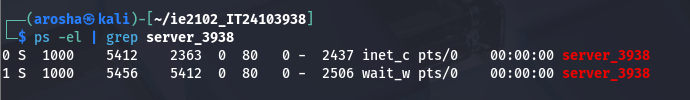 (arosha㉿kali)-[~/ie2102_IT24103938]
$ ps -el | grep server_3938
0 S  1000    5412    2363  0  80   0 -  2437 inet_c pts/0    00:00:00 server_3938
1 S  1000    5456    5412  0  80   0 -  2506 wait_w pts/0    00:00:00 server_3938